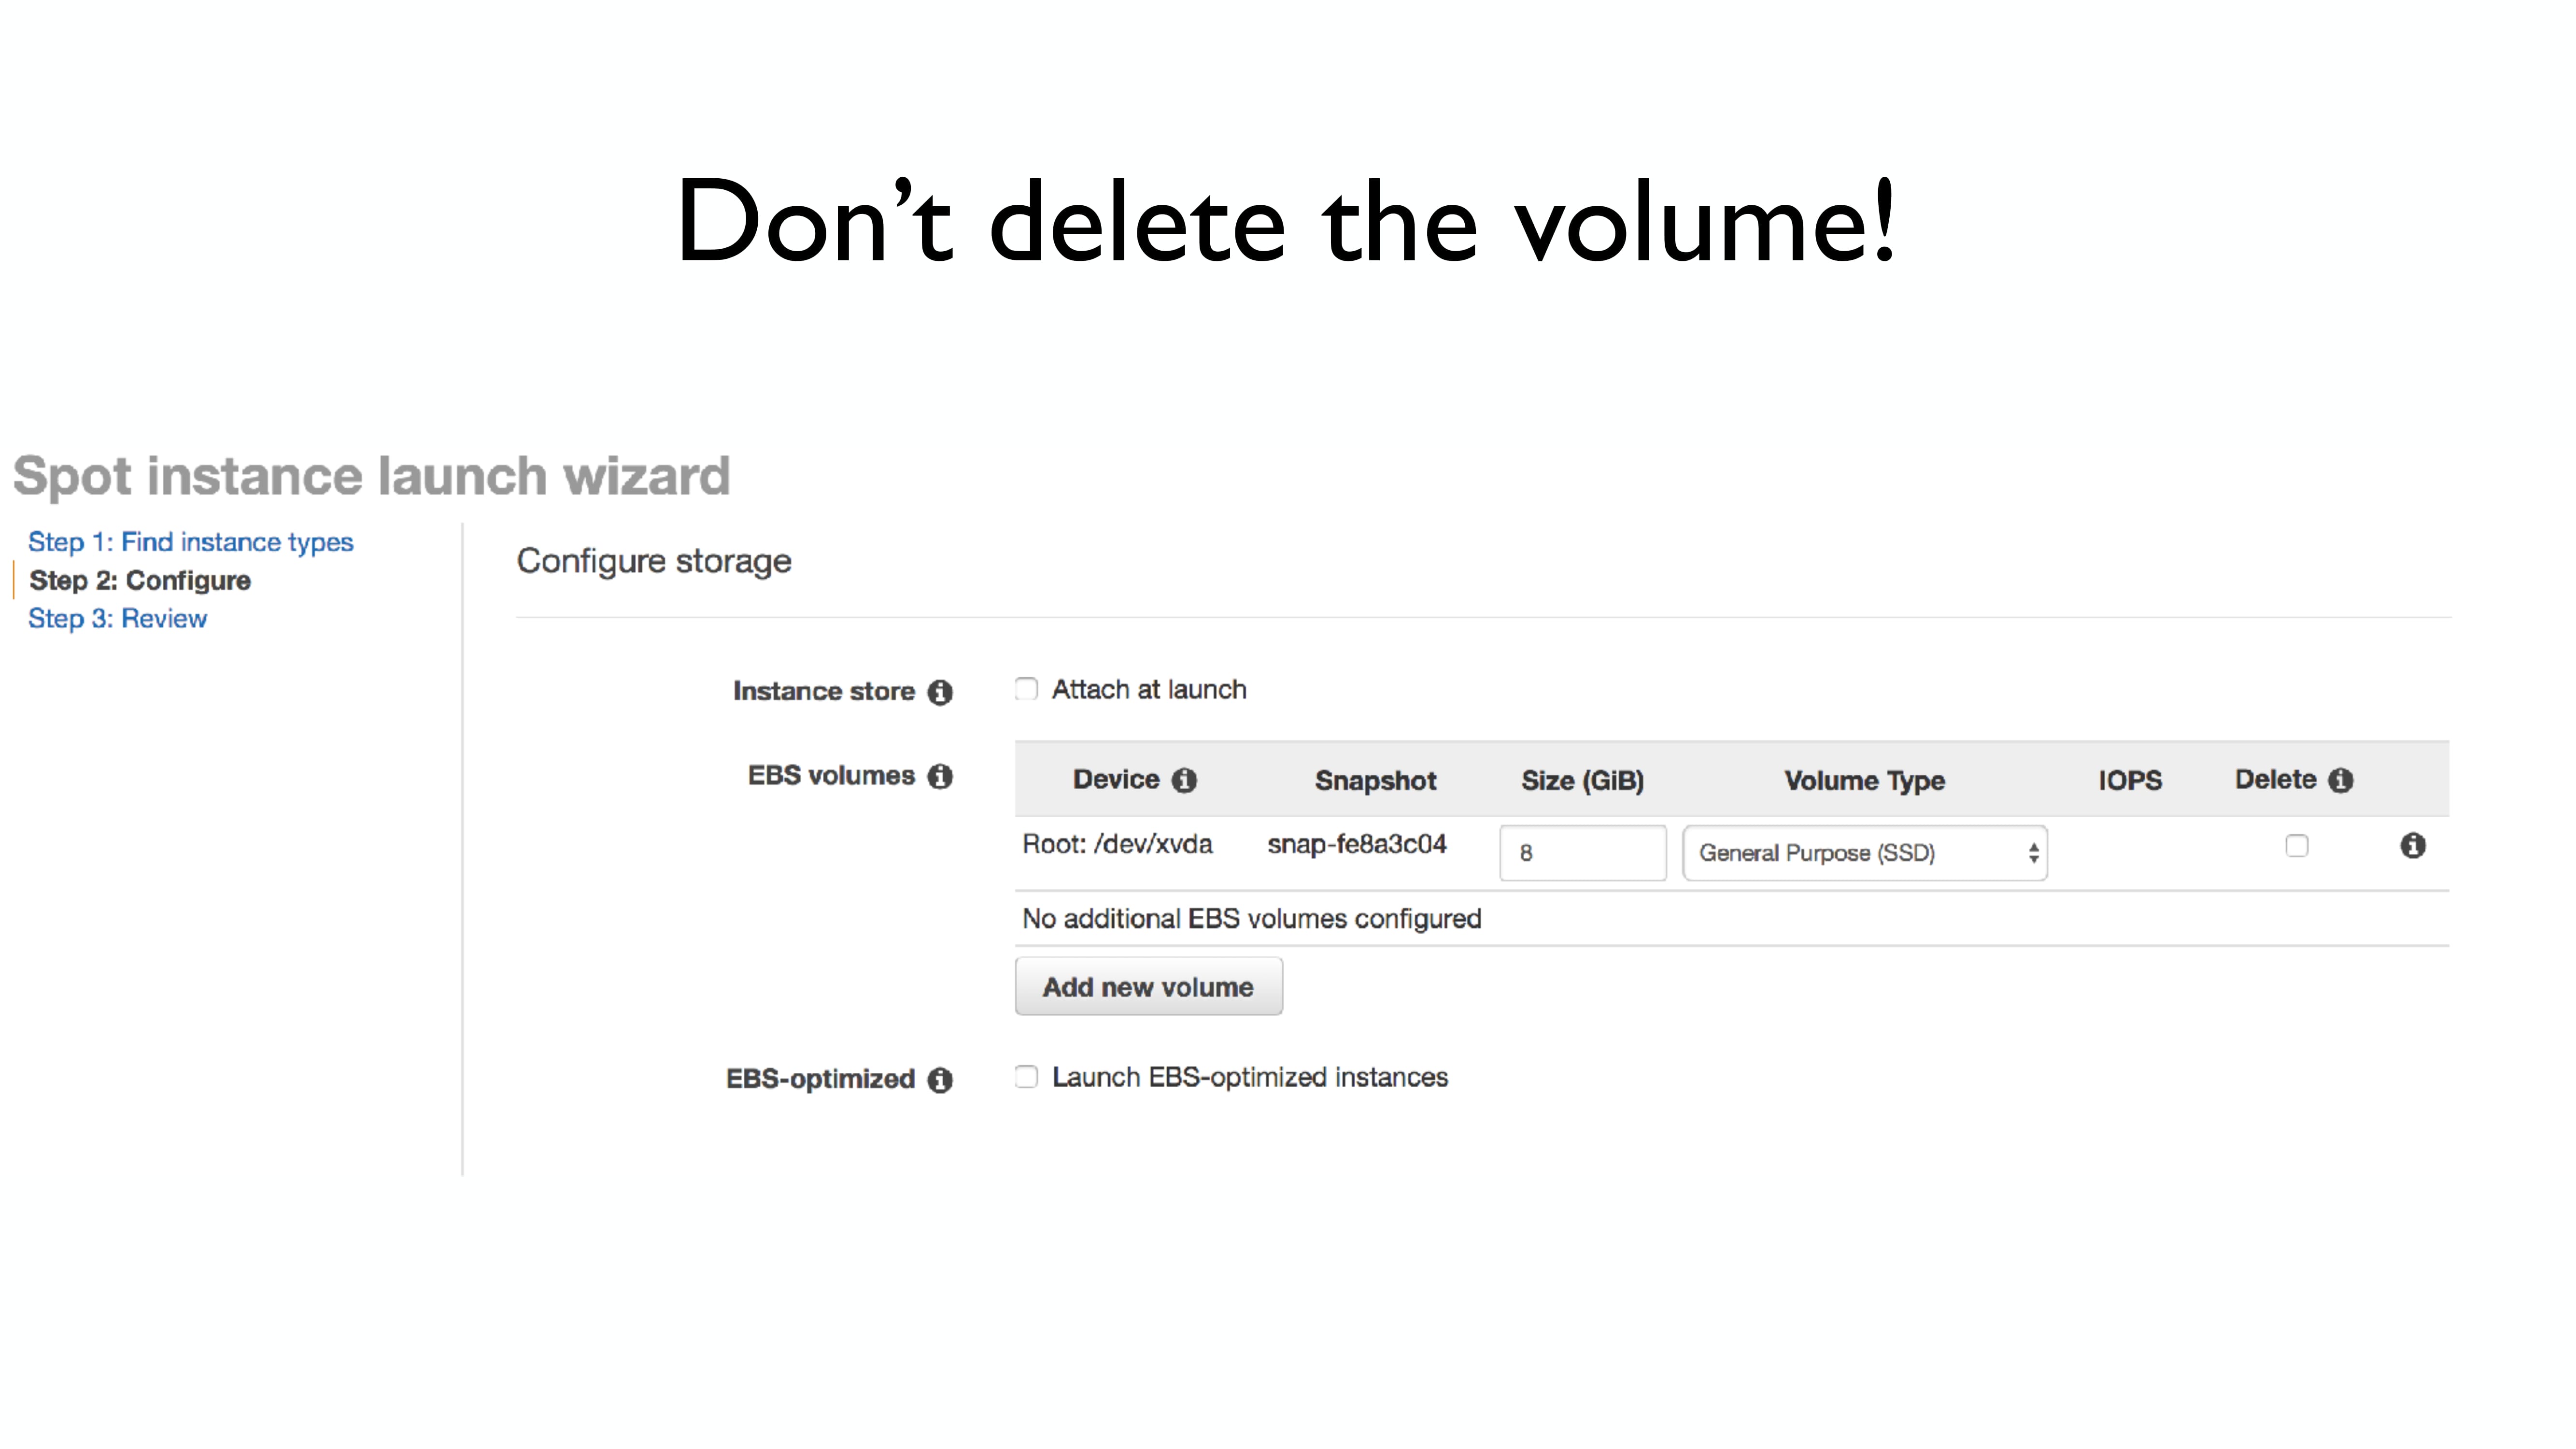 Don’t delete the volume!
Spot instance launch wizard
Step 1: Find instance types
Step 2: Configure
Step 3: Review
Configure storage
Instance store
Attach at launch
EBS volumes
Device Snapshot Size (GiB) Volume Type IOPS Delete
Root: /dev/xvda snap-fe8a3c04 8 General Purpose (SSD)
No additional EBS volumes configured
Add new volume
EBS-optimized
Launch EBS-optimized instances